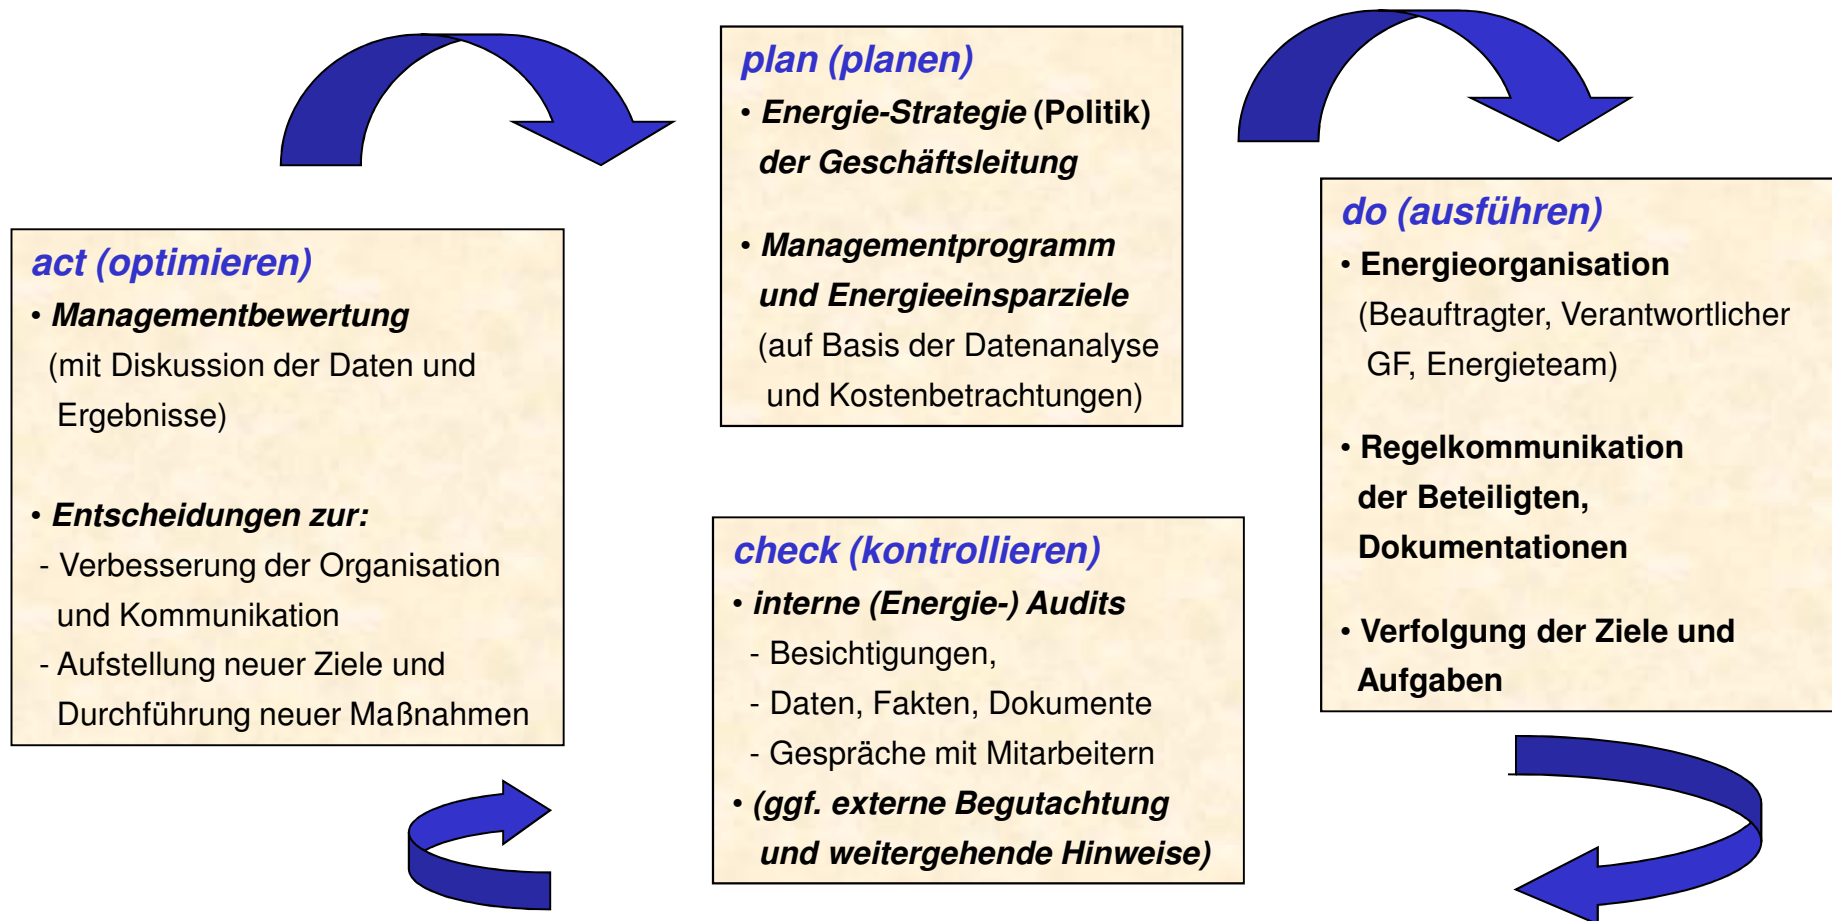 plan (planen)
• Energie-Strategie (Politik)
der Geschäftsleitung
• Managementprogramm
und Energieeinsparziele
(auf Basis der Datenanalyse
und Kostenbetrachtungen)
do (ausführen)
• Energieorganisation
(Beauftragter, Verantwortlicher
GF, Energieteam)
• Regelkommunikation
der Beteiligten,
Dokumentationen
• Verfolgung der Ziele und
Aufgaben
check (kontrollieren)
• interne (Energie-) Audits
- Besichtigungen,
- Daten, Fakten, Dokumente
- Gespräche mit Mitarbeitern
• (ggf. externe Begutachtung
und weitergehende Hinweise)
act (optimieren)
• Managementbewertung
(mit Diskussion der Daten und
Ergebnisse)
• Entscheidungen zur:
- Verbesserung der Organisation
und Kommunikation
- Aufstellung neuer Ziele und
Durchführung neuer Maßnahmen